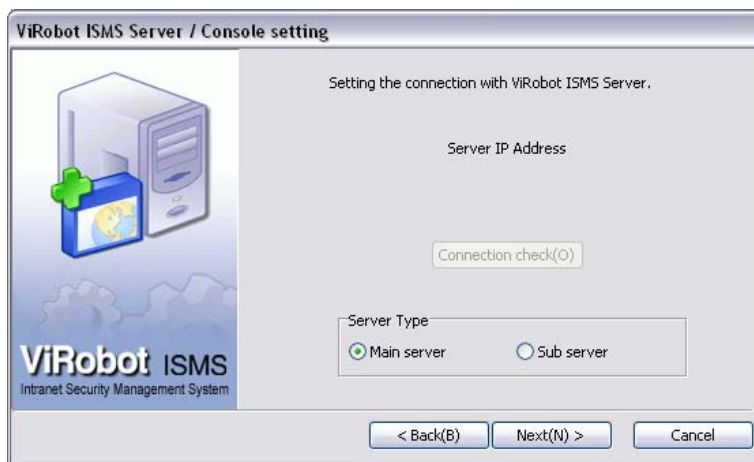 ViRobot ISMS Server / Console setting
Setting the connection with ViRobot ISMS Server.
Server IP Address
Connection check(O)
Server Type
Main server
Sub server
ViRobot ISMS
Intranet Security Management System
< Back(B)
Next(N) >
Cancel